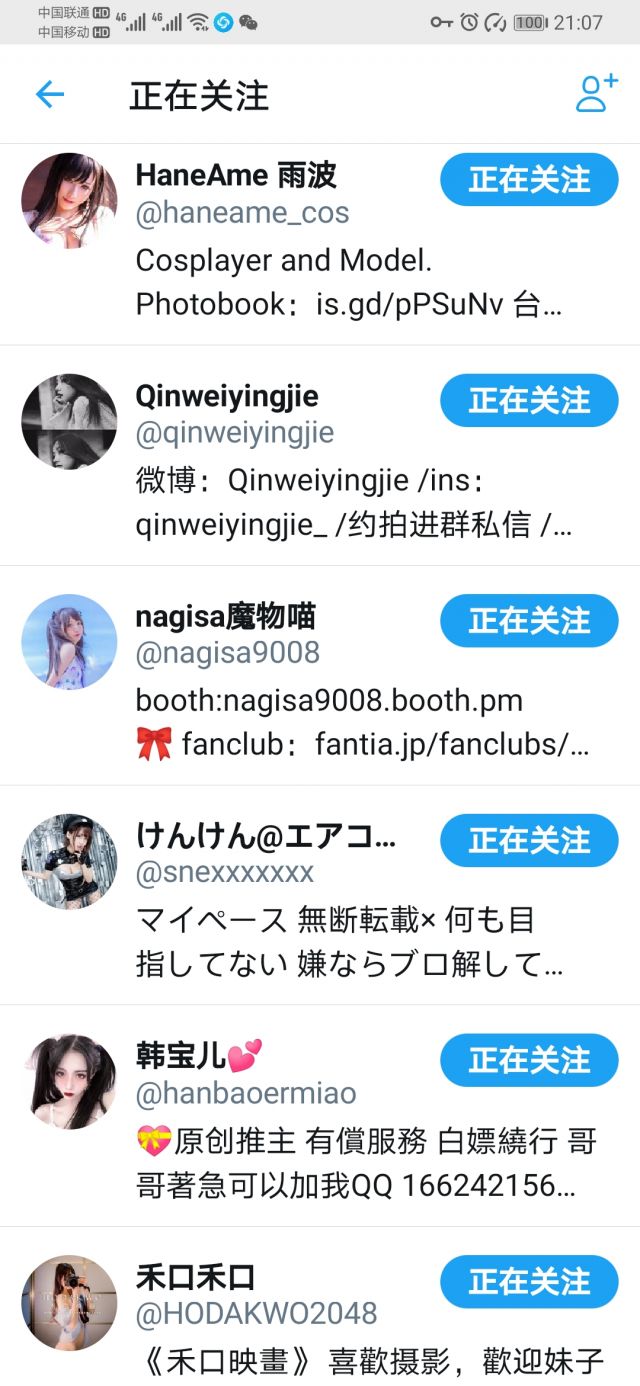 中国联通 HD 4G 4G 100 21:07
中国移动 HD
正在关注
HaneAme 雨波 正在关注
@haneame_cos
Cosplayer and Model.
Photobook：is.gd/pPSuNv 台…
Qinweiyingjie 正在关注
@qinweiyingjie
微博：Qinweiyingjie /ins：
qinweiyingjie_ /约拍进群私信 /…
nagisa魔物喵 正在关注
@nagisa9008
booth:nagisa9008.booth.pm
🎀 fanclub：fantia.jp/fanclubs/…
けんけん@エアコ… 正在关注
@snexxxxxxx
マイペース 無断転載× 何も目
指してない 嫌ならブロ解して…
韩宝儿💕 正在关注
@hanbaoermiao
💝原创推主 有償服務 白嫖繞行 哥
哥著急可以加我QQ 166242156…
禾口禾口 正在关注
@HODAKWO2048
《禾口映畫》喜歡摄影，歡迎妹子